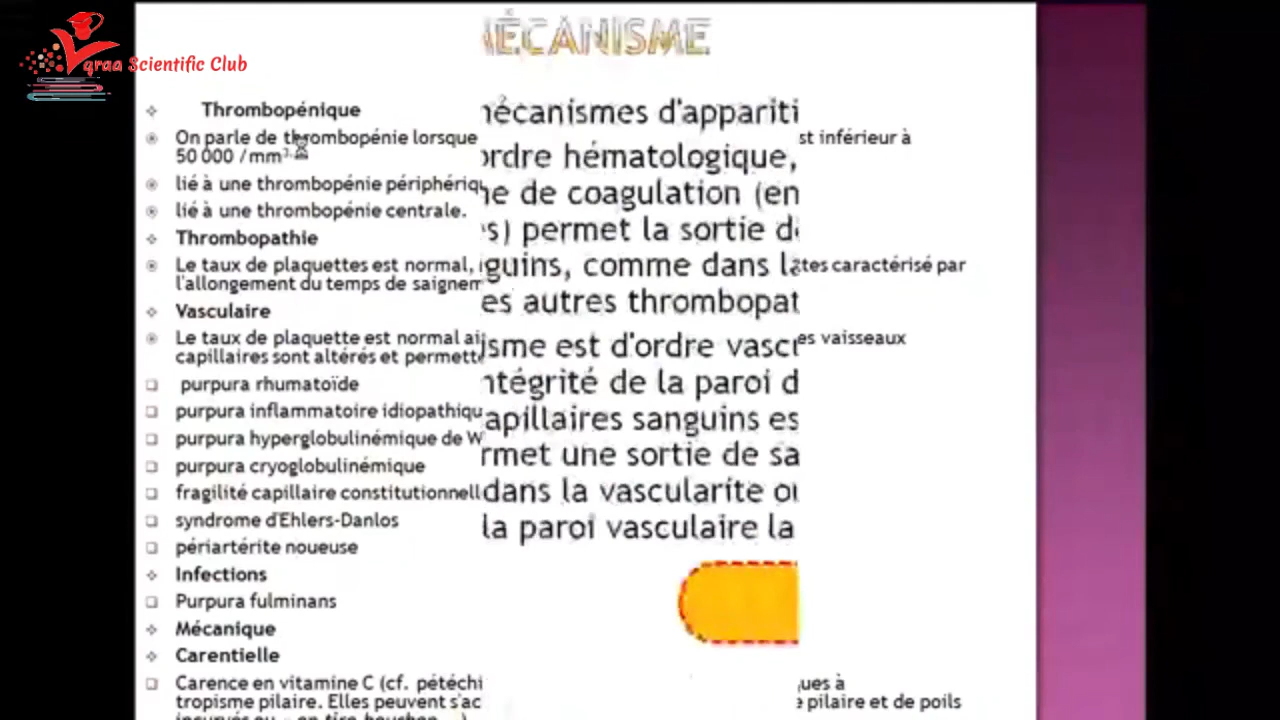 qraa Scientific Club
MÉCANISME
Thrombopénique
On parle de thrombopénie lorsque
st inférieur à
50 000 /mm³
lié à une thrombopénie périphériq
lié à une thrombopénie centrale.
Thrombopathie
Le taux de plaquettes est normal,
tes caractérisé par
l'allongement du temps de saignem
Vasculaire
Le taux de plaquette est normal ai
es vaisseaux
capillaires sont altérés et permett
purpura rhumatoïde
purpura inflammatoire idiopathiqu
purpura hyperglobulinémique de W
purpura cryoglobulinémique
fragilité capillaire constitutionnell
syndrome d'Ehlers-Danlos
périartérite noueuse
Infections
Purpura fulminans
Mécanique
Carentielle
Carence en vitamine C (cf. pétéchi
ques à
tropisme pilaire. Elles peuvent s'ac
e pilaire et de poils
mécanismes d'appariti
ordre hématologique,
ne de coagulation (en
s) permet la sortie d
guins, comme dans l
es autres thrombopat
isme est d'ordre vasc
ntégrité de la paroi d
apillaires sanguins es
rmet une sortie de sa
dans la vascularite o
la paroi vasculaire la